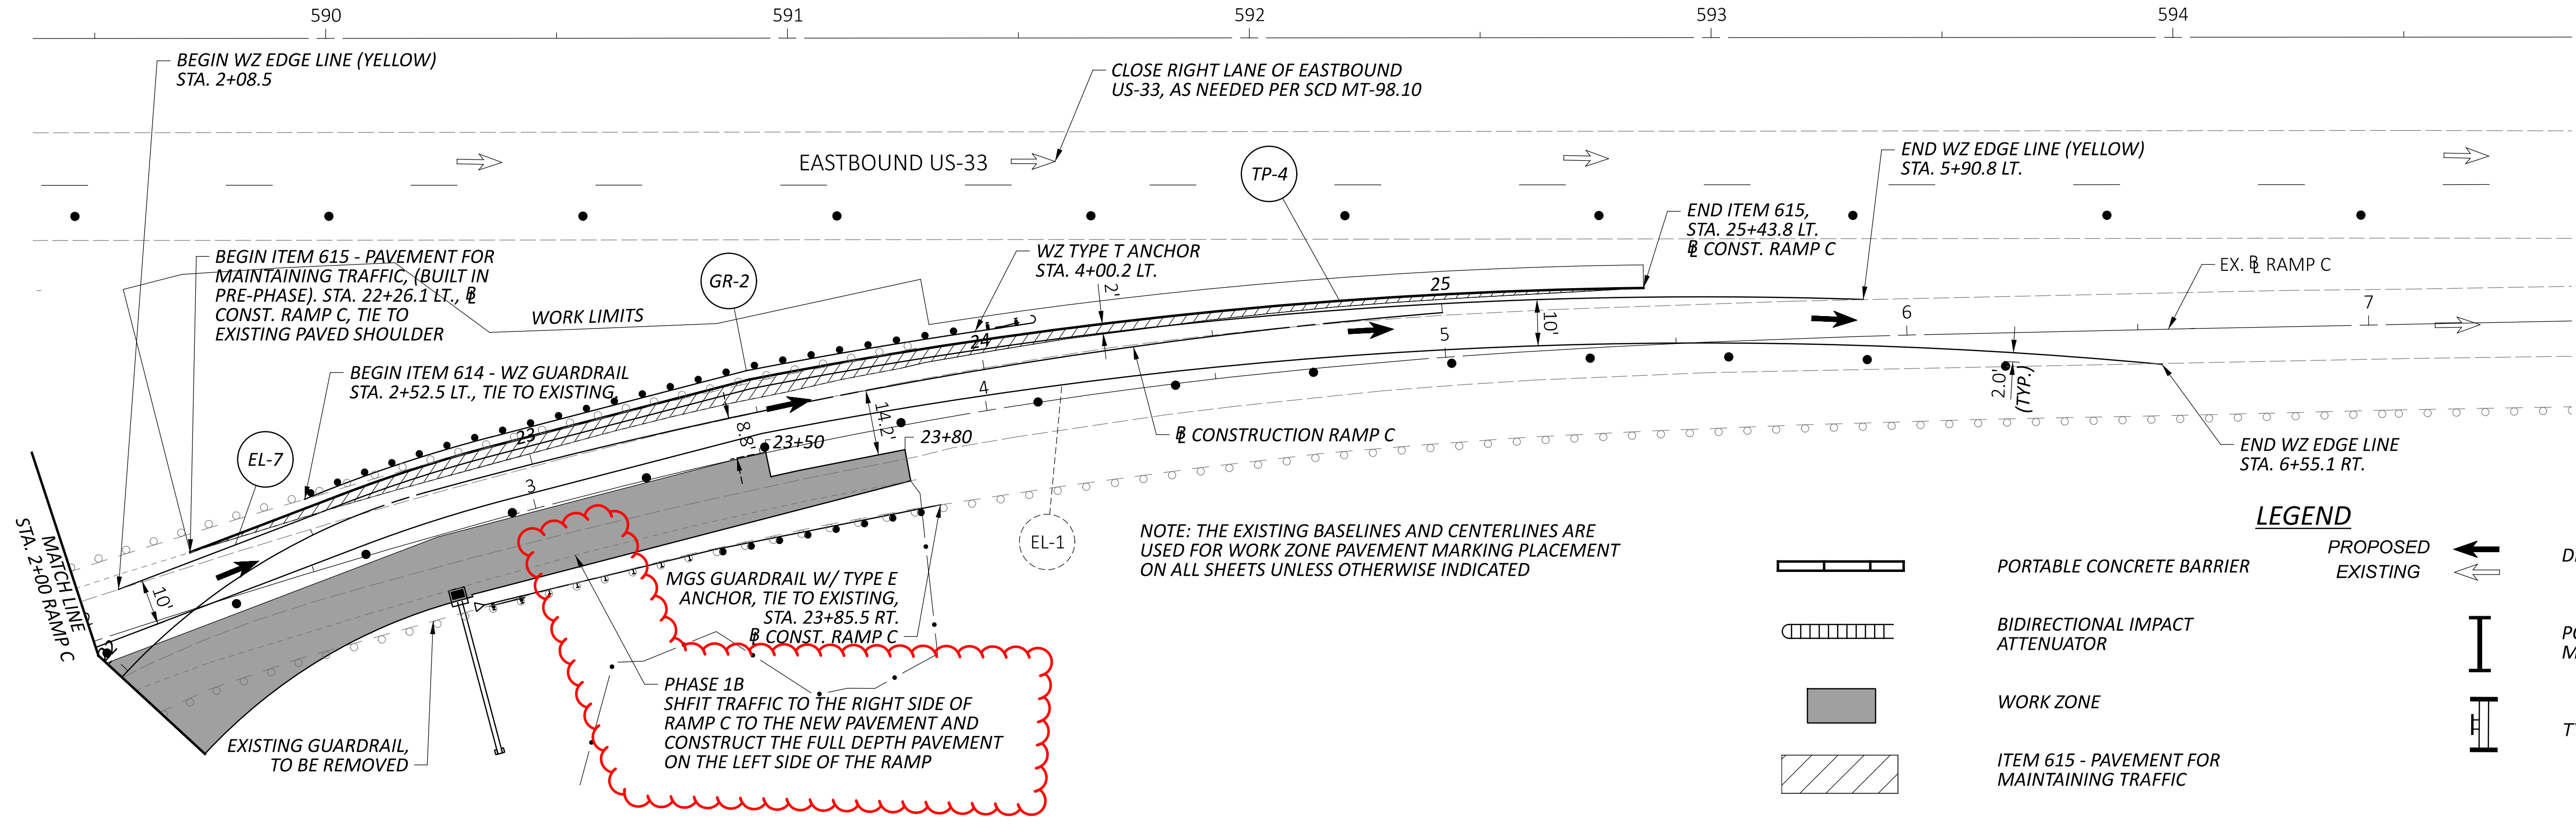 590
591
592
593
594
BEGIN WZ EDGE LINE (YELLOW)
STA. 2+08.5
CLOSE RIGHT LANE OF EASTBOUND
US-33, AS NEEDED PER SCD MT-98.10
EASTBOUND US-33
TP-4
END WZ EDGE LINE (YELLOW)
STA. 5+90.8 LT.
END ITEM 615,
STA. 25+43.8 LT.
BL CONST. RAMP C
BEGIN ITEM 615 - PAVEMENT FOR
MAINTAINING TRAFFIC, (BUILT IN
PRE-PHASE). STA. 22+26.1 LT., BL
CONST. RAMP C, TIE TO
EXISTING PAVED SHOULDER
WORK LIMITS
GR-2
WZ TYPE T ANCHOR
STA. 4+00.2 LT.
2'
25
EX. BL RAMP C
6
7
10'
5
24
BEGIN ITEM 614 - WZ GUARDRAIL
STA. 2+52.5 LT., TIE TO EXISTING
23
4
14.2'
8.8'
23+50
23+80
BL CONSTRUCTION RAMP C
2.0'
(TYP.)
END WZ EDGE LINE
STA. 6+55.1 RT.
EL-7
3
EL-1
MATCH LINE
STA. 2+00 RAMP C
10'
22
NOTE: THE EXISTING BASELINES AND CENTERLINES ARE
USED FOR WORK ZONE PAVEMENT MARKING PLACEMENT
ON ALL SHEETS UNLESS OTHERWISE INDICATED
MGS GUARDRAIL W/ TYPE E
ANCHOR, TIE TO EXISTING,
STA. 23+85.5 RT.
BL CONST. RAMP C
PHASE 1B
SHFIT TRAFFIC TO THE RIGHT SIDE OF
RAMP C TO THE NEW PAVEMENT AND
CONSTRUCT THE FULL DEPTH PAVEMENT
ON THE LEFT SIDE OF THE RAMP
EXISTING GUARDRAIL,
TO BE REMOVED
LEGEND
PORTABLE CONCRETE BARRIER
BIDIRECTIONAL IMPACT
ATTENUATOR
WORK ZONE
ITEM 615 - PAVEMENT FOR
MAINTAINING TRAFFIC
PROPOSED
EXISTING